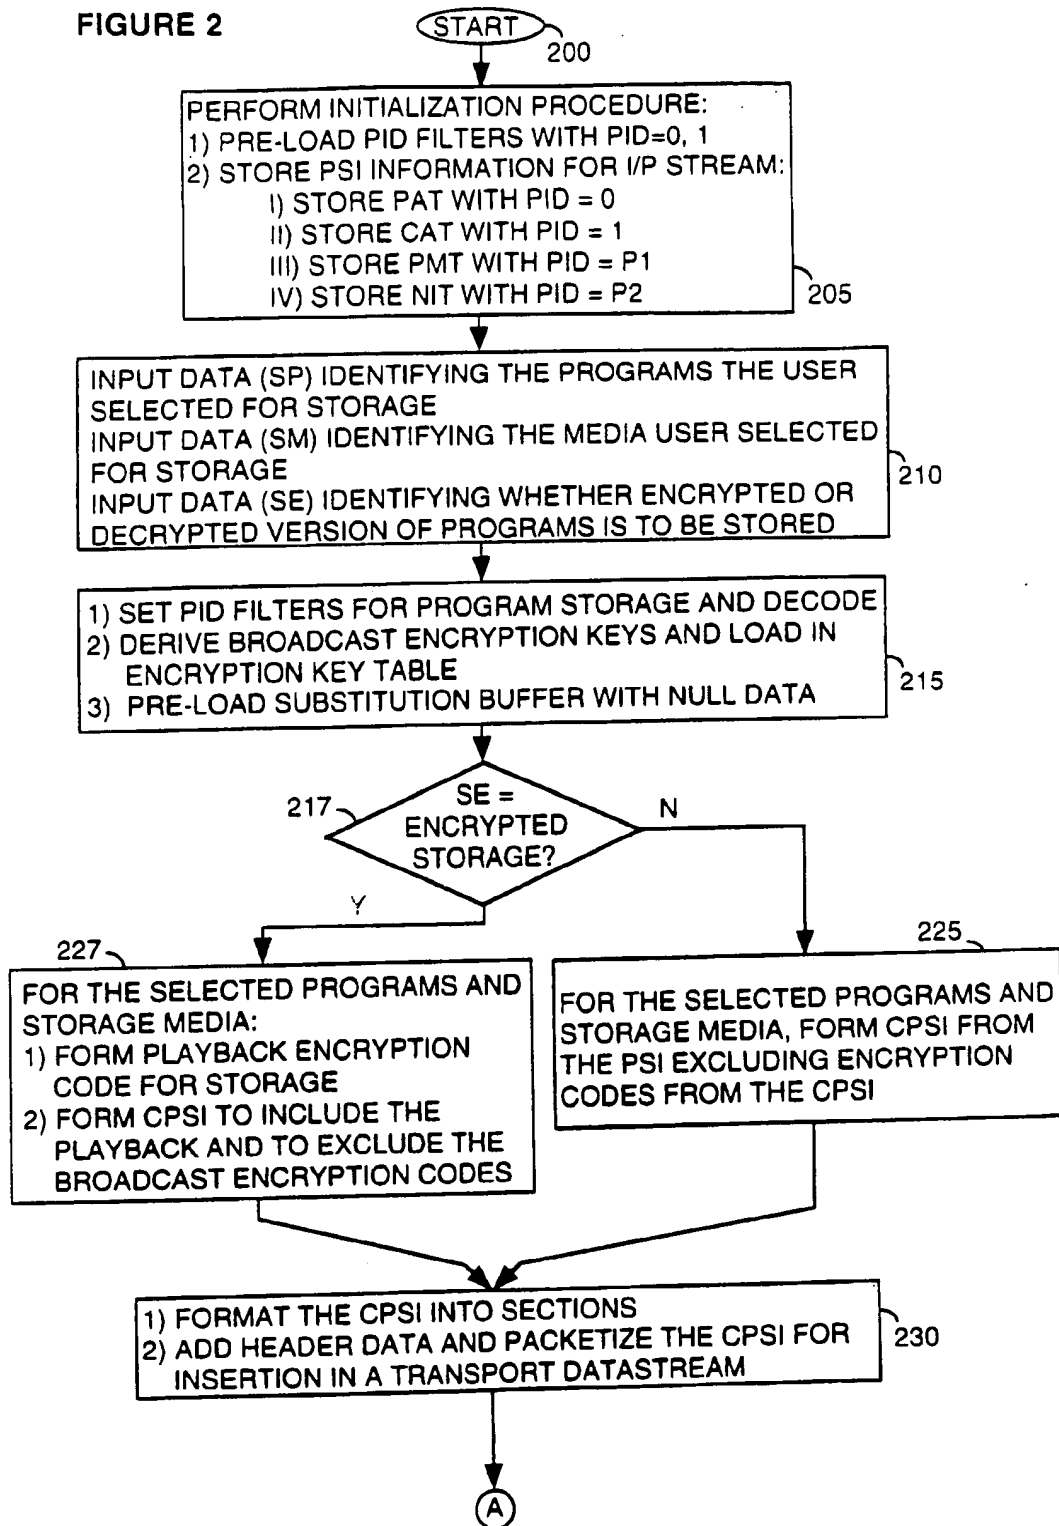 FIGURE 2
START
200
PERFORM INITIALIZATION PROCEDURE:
1) PRE-LOAD PID FILTERS WITH PID=0, 1
2) STORE PSI INFORMATION FOR I/P STREAM:
I) STORE PAT WITH PID = 0
II) STORE CAT WITH PID = 1
III) STORE PMT WITH PID = P1
IV) STORE NIT WITH PID = P2
205
INPUT DATA (SP) IDENTIFYING THE PROGRAMS THE USER
SELECTED FOR STORAGE
INPUT DATA (SM) IDENTIFYING THE MEDIA USER SELECTED
FOR STORAGE
INPUT DATA (SE) IDENTIFYING WHETHER ENCRYPTED OR
DECRYPTED VERSION OF PROGRAMS IS TO BE STORED
210
1) SET PID FILTERS FOR PROGRAM STORAGE AND DECODE
2) DERIVE BROADCAST ENCRYPTION KEYS AND LOAD IN
ENCRYPTION KEY TABLE
3) PRE-LOAD SUBSTITUTION BUFFER WITH NULL DATA
215
217
SE =
ENCRYPTED
STORAGE?
N
Y
227
FOR THE SELECTED PROGRAMS AND
STORAGE MEDIA:
1) FORM PLAYBACK ENCRYPTION
CODE FOR STORAGE
2) FORM CPSI TO INCLUDE THE
PLAYBACK AND TO EXCLUDE THE
BROADCAST ENCRYPTION CODES
225
FOR THE SELECTED PROGRAMS AND
STORAGE MEDIA, FORM CPSI FROM
THE PSI EXCLUDING ENCRYPTION
CODES FROM THE CPSI
1) FORMAT THE CPSI INTO SECTIONS
2) ADD HEADER DATA AND PACKETIZE THE CPSI FOR
INSERTION IN A TRANSPORT DATASTREAM
230
A